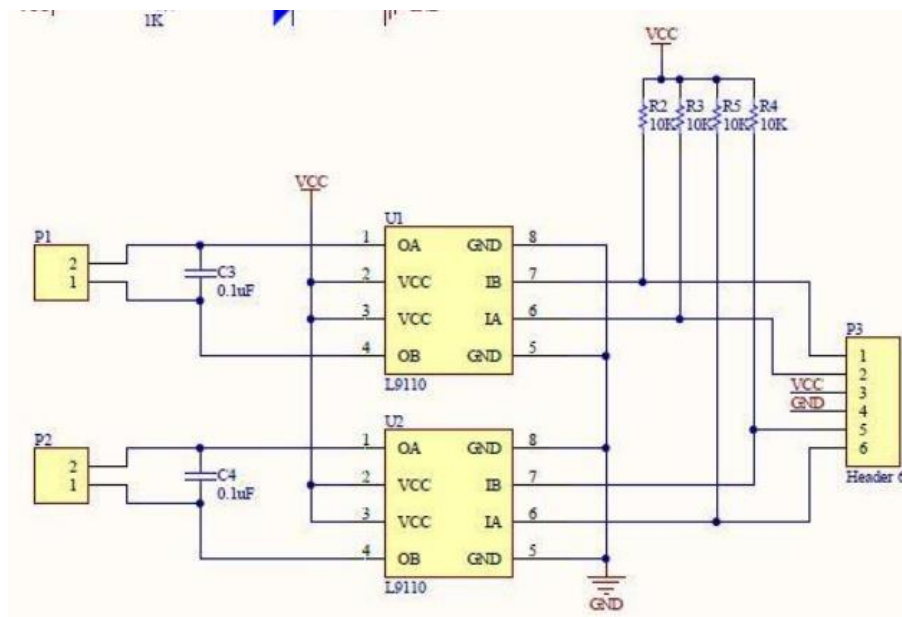 1K
VCC
R2 R3 R5 R4
10K 10K 10K 10K
VCC
P1
2
1
C3
0.1uF
U1
1 OA GND 8
2 VCC IB 7
3 VCC IA 6
4 OB GND 5
L9110
P3
1
2
VCC 3
GND 4
5
6
Header 6
P2
2
1
C4
0.1uF
U2
1 OA GND 8
2 VCC IB 7
3 VCC IA 6
4 OB GND 5
L9110
GND